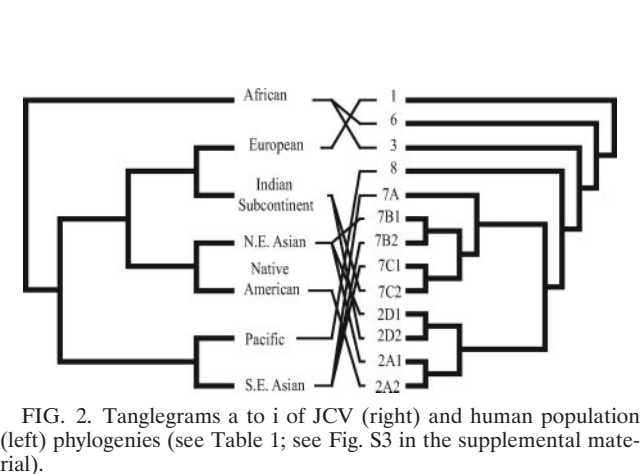 African
European
Indian
Subcontinent
N.E. Asian
Native
American
Pacific
S.E. Asian
1
6
3
8
7A
7B1
7B2
7C1
7C2
2D1
2D2
2A1
2A2
FIG. 2. Tanglegrams a to i of JCV (right) and human population
(left) phylogenies (see Table 1; see Fig. S3 in the supplemental mate-
rial).